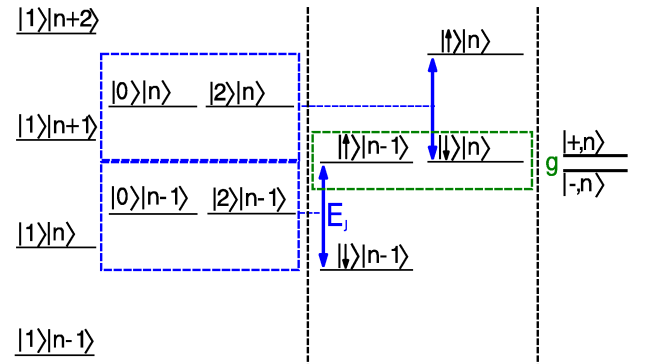 |1⟩|n+2⟩
|↑⟩|n⟩
|0⟩|n⟩ |2⟩|n⟩
|1⟩|n+1⟩
|↑⟩|n-1⟩ |↓⟩|n⟩
|+,n⟩
g
|-,n⟩
|0⟩|n-1⟩ |2⟩|n-1⟩
E_J
|1⟩|n⟩
|↓⟩|n-1⟩
|1⟩|n-1⟩